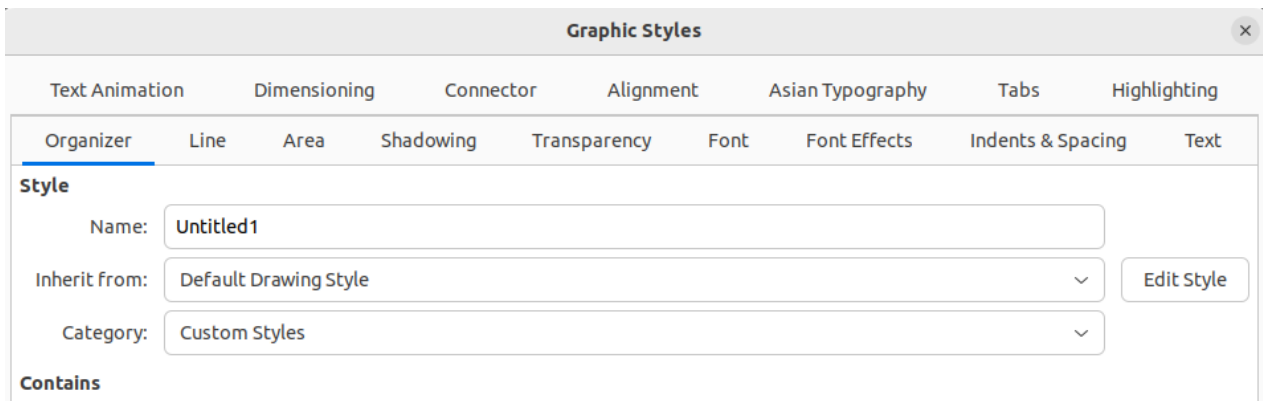 Graphic Styles
Text Animation Dimensioning Connector Alignment Asian Typography Tabs Highlighting
Organizer Line Area Shadowing Transparency Font Font Effects Indents & Spacing Text
Style
Name: Untitled1
Inherit from: Default Drawing Style Edit Style
Category: Custom Styles
Contains